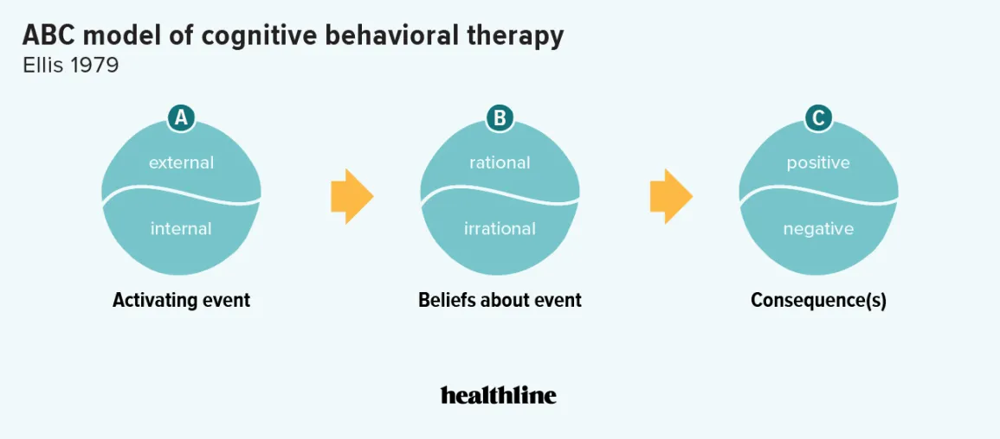 ABC model of cognitive behavioral therapy
Ellis 1979
A
external
internal
Activating event
B
rational
irrational
Beliefs about event
C
positive
negative
Consequence(s)
healthline